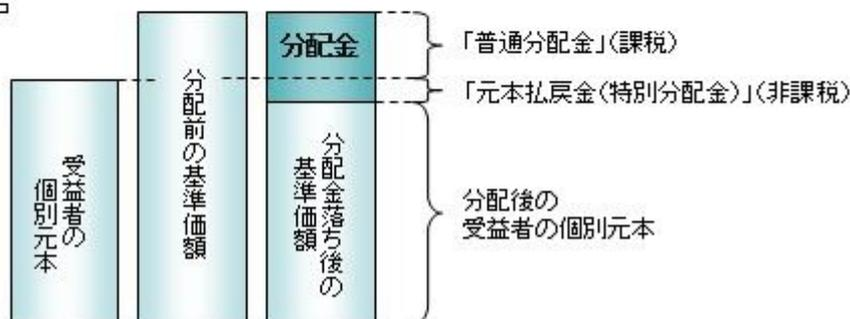 分配金
「普通分配金」(課税)
「元本払戻金(特別分配金)」(非課税)
受益者の
個別元本
分配前の基準価額
分配金落ち後の
基準価額
分配後の
受益者の個別元本